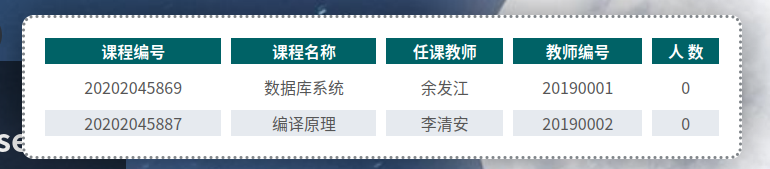 课程编号 课程名称 任课教师 教师编号 人 数
20202045869 数据库系统 余发江 20190001 0
20202045887 编译原理 李清安 20190002 0
se